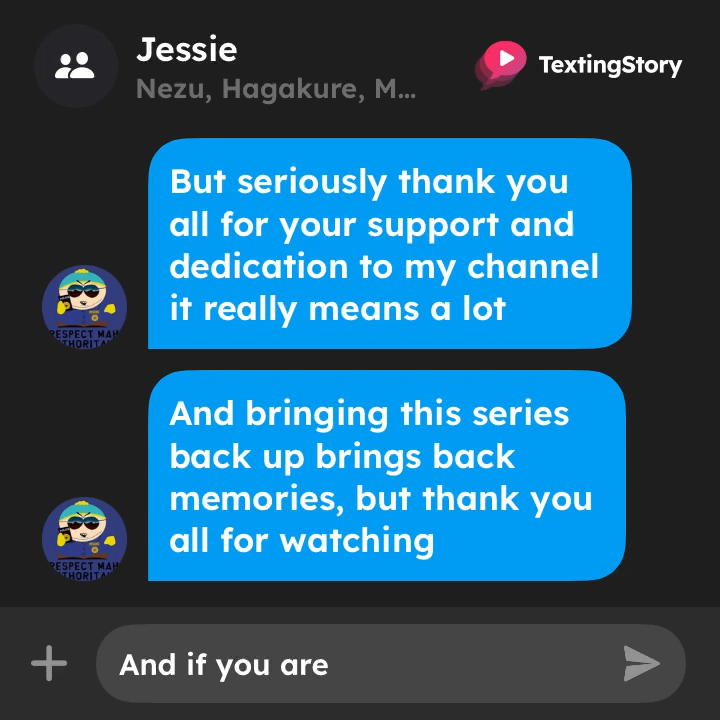 Jessie
TextingStory
Nezu, Hagakure, M...
But seriously thank you
all for your support and
dedication to my channel
it really means a lot
RESPECT MAH
And bringing this series
back up brings back
memories, but thank you
all for watching
RESPECT MAH
And if you are